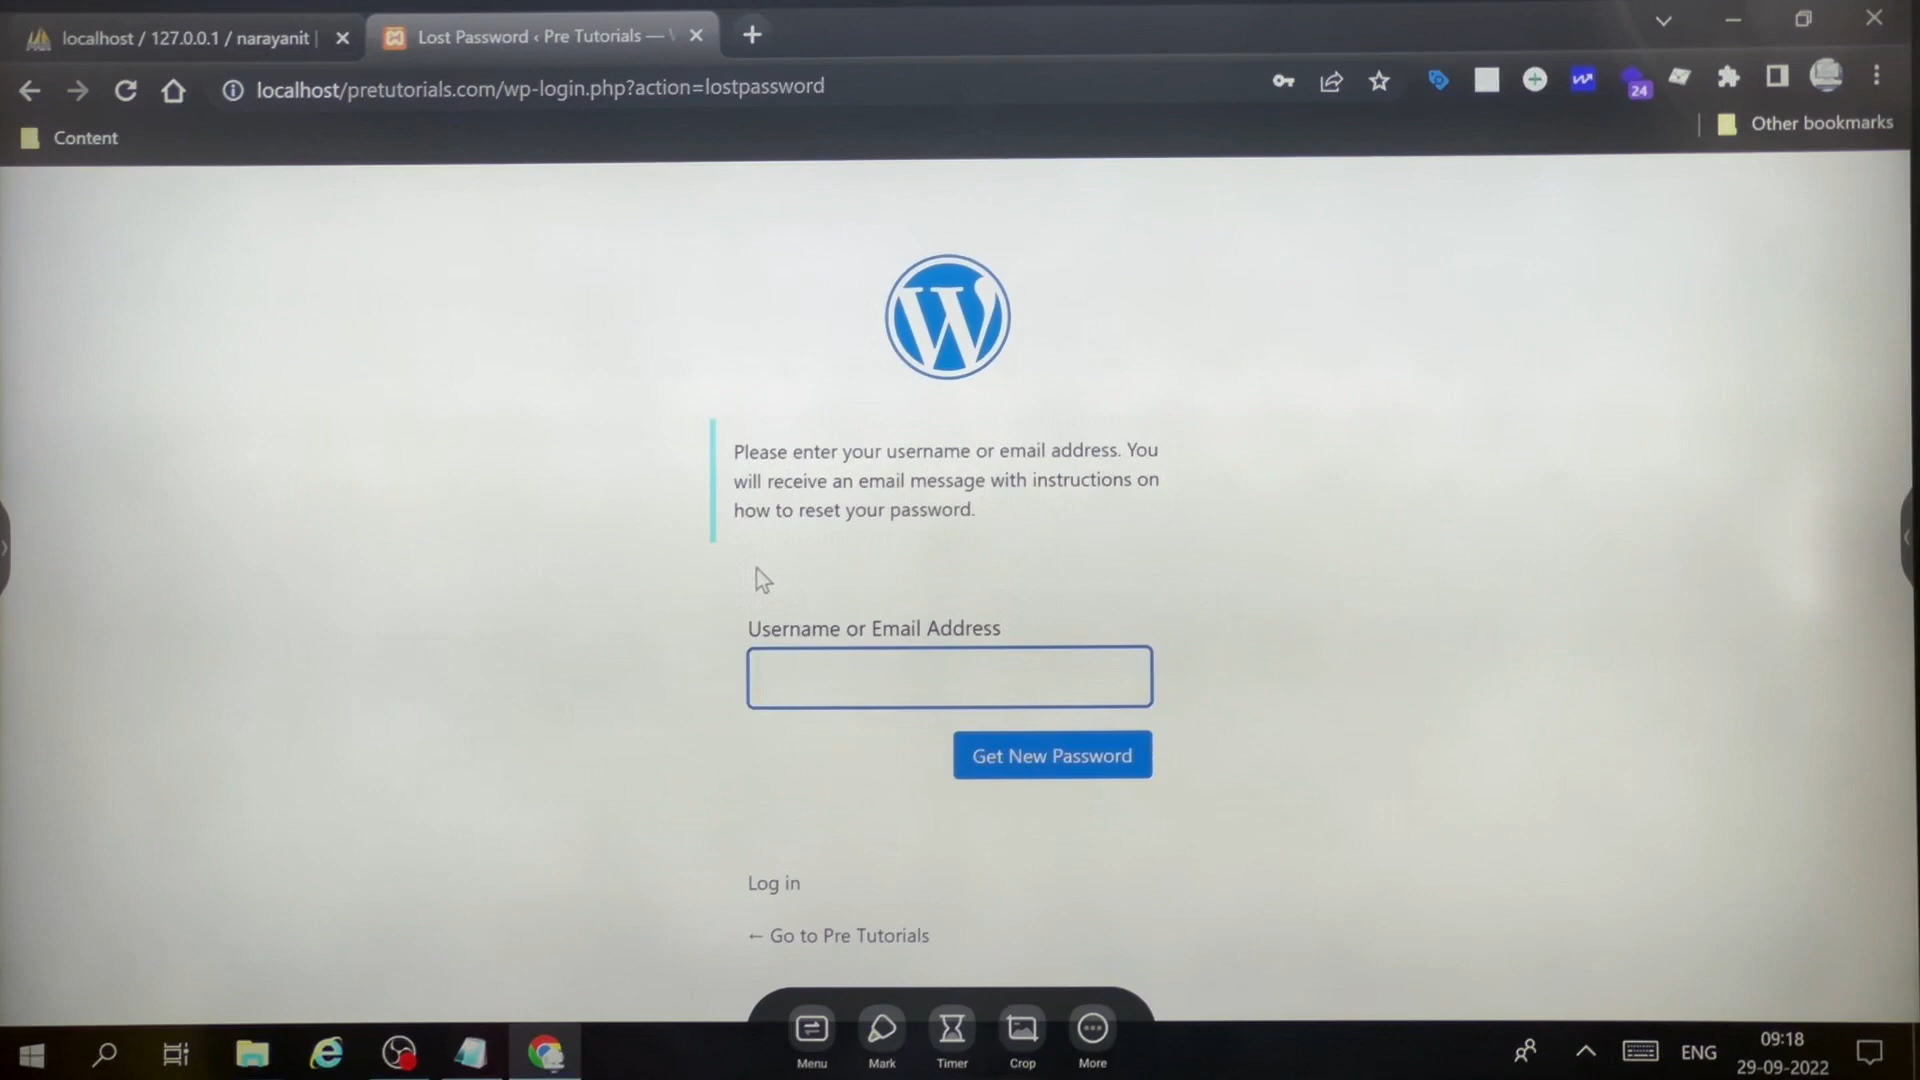 localhost / 127.0.0.1 / narayanit |
Lost Password ‹ Pre Tutorials —
localhost/pretutorials.com/wp-login.php?action=lostpassword
24
Content
Other bookmarks
W
Please enter your username or email address. You
will receive an email message with instructions on
how to reset your password.
Username or Email Address
Get New Password
Log in
← Go to Pre Tutorials
Menu
Mark
Timer
Crop
More
ENG
09:18
29-09-2022